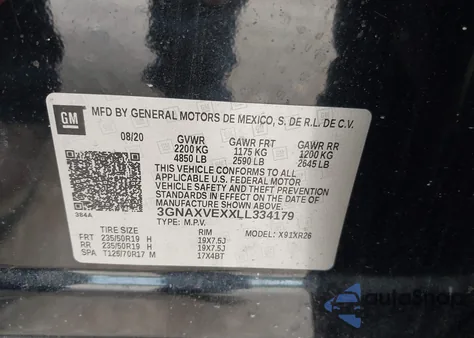 GM
MFD BY GENERAL MOTORS DE MEXICO, S. DE R.L. DE C.V.
08/20 GVWR GAWR FRT GAWR RR
2200 KG 1175 KG 1200 KG
4850 LB 2590 LB 2645 LB
THIS VEHICLE CONFORMS TO ALL
APPLICABLE U.S. FEDERAL MOTOR
VEHICLE SAFETY, BUMPER, AND THEFT
PREVENTION STANDARDS IN EFFECT ON
THE DATE OF MANUFACTURE SHOWN ABOVE.
3GNAXVEXXLL334179
384A TYPE: M.P.V. MODEL: X91XR26
TIRE SIZE RIM
FRT 235/50R19 H 19X7.5J
RR 235/50R19 H 19X7.5J
SPA T125/70R17 M 17X4BT
AutoSnap